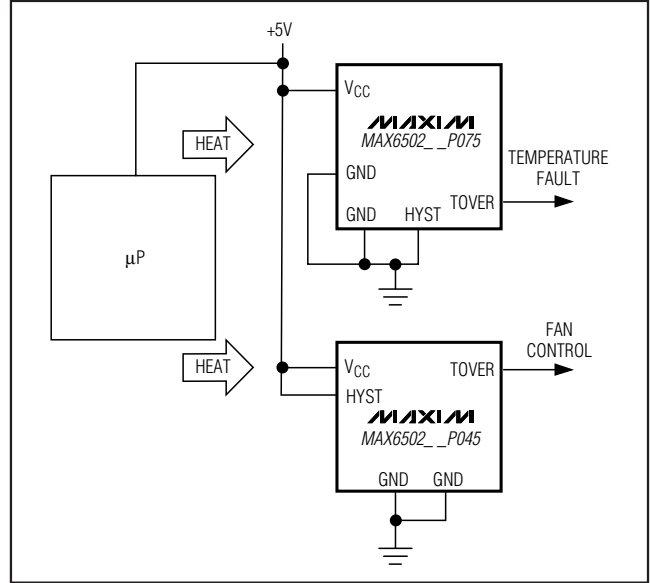 +5V
VCC
MAXIM
MAX6502_ _P075
HEAT
GND
TEMPERATURE
FAULT
TOVER
GND HYST
μP
FAN
CONTROL
HEAT
VCC
TOVER
HYST
MAXIM
MAX6502_ _P045
GND GND